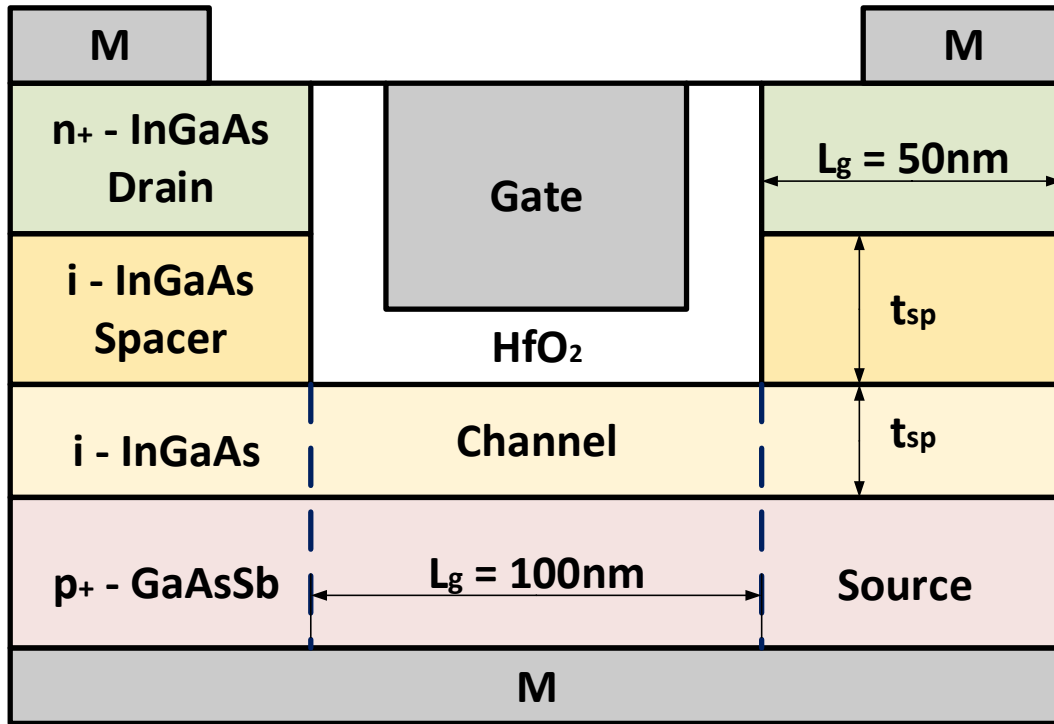 M
M
n+ - InGaAs
Drain
Gate
Lg = 50nm
i - InGaAs
Spacer
tsp
HfO2
i - InGaAs
Channel
tsp
p+ - GaAsSb
Lg = 100nm
Source
M